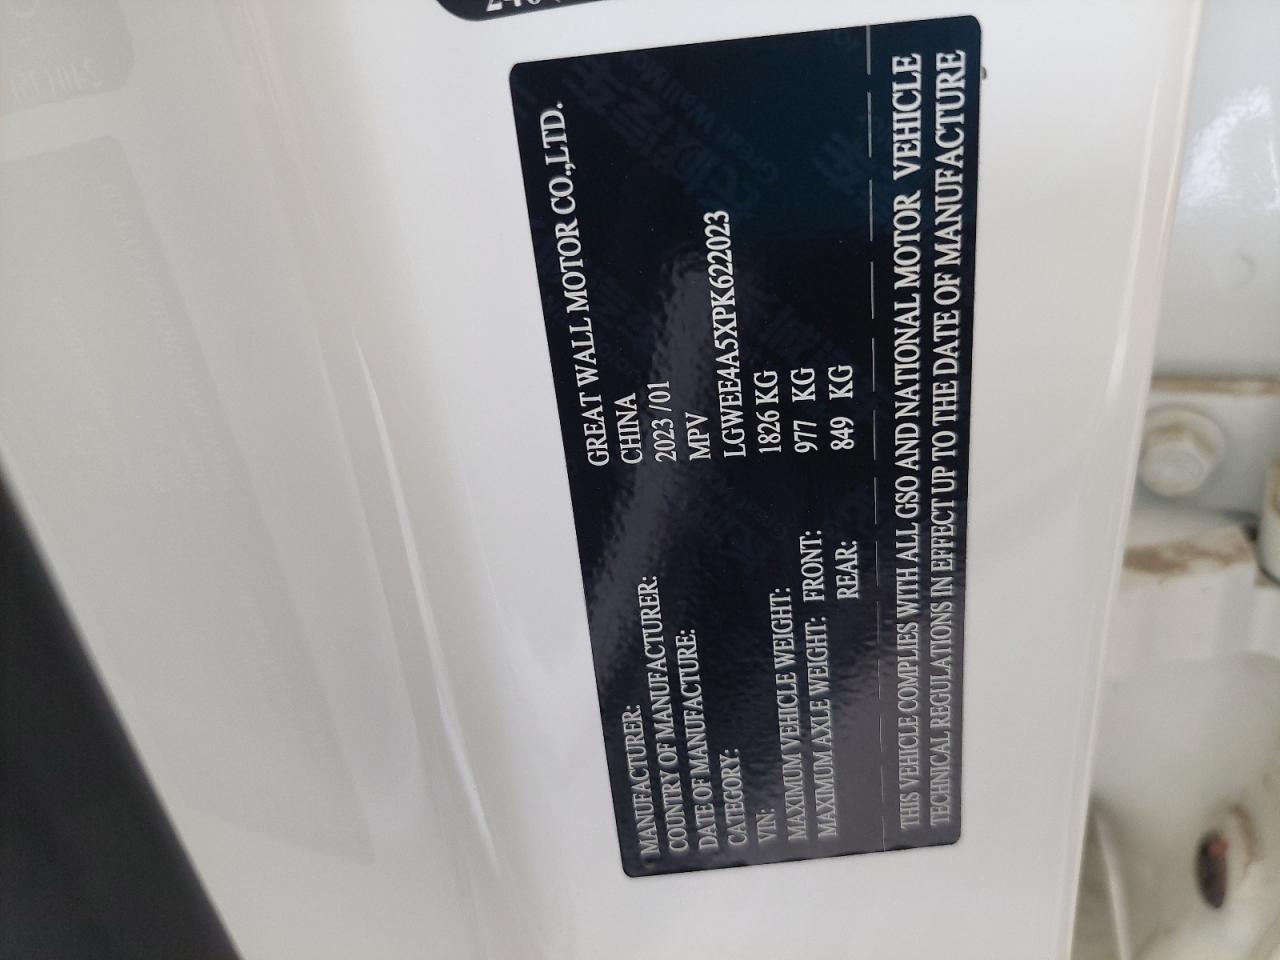 MANUFACTURER: GREAT WALL MOTOR CO.,LTD.
COUNTRY OF MANUFACTURER: CHINA
DATE OF MANUFACTURE: 2023 /01
CATEGORY: MPV
VIN: LGWEE4A5XPK622023
MAXIMUM VEHICLE WEIGHT: 1826 KG
MAXIMUM AXLE WEIGHT: FRONT: 977 KG
REAR: 849 KG
THIS VEHICLE COMPLIES WITH ALL GSO AND NATIONAL MOTOR VEHICLE
TECHNICAL REGULATIONS IN EFFECT UP TO THE DATE OF MANUFACTURE